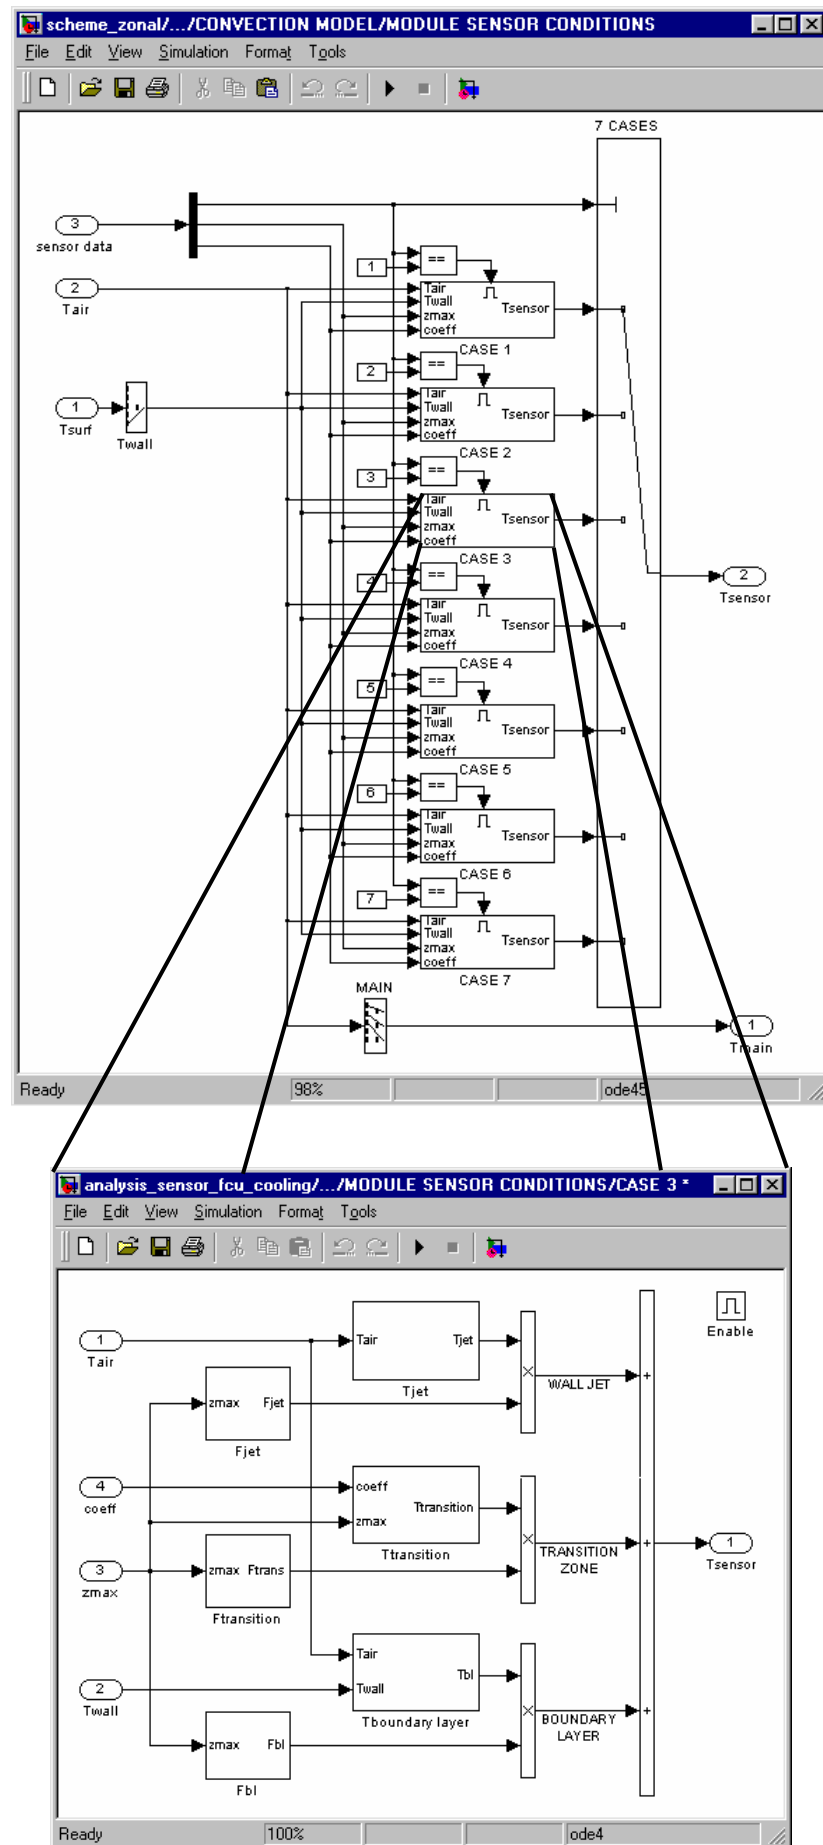 scheme_zonal/.../CONVECTION MODEL/MODULE SENSOR CONDITIONS
File Edit View Simulation Format Tools
7 CASES
3
sensor data
2
Tair
1
Tsurf
Twall
1
==
Tair
Twall
zmax
coeff
Tsensor
CASE 1
2
==
Tair
Twall
zmax
coeff
Tsensor
CASE 2
3
==
Tair
Twall
zmax
coeff
Tsensor
CASE 3
4
==
Tair
Twall
zmax
coeff
Tsensor
CASE 4
5
==
Tair
Twall
zmax
coeff
Tsensor
CASE 5
6
==
Tair
Twall
zmax
coeff
Tsensor
CASE 6
7
==
Tair
Twall
zmax
coeff
Tsensor
CASE 7
2
Tsensor
MAIN
1
Tmain
Ready 98% ode45
analysis_sensor_fcu_cooling/.../MODULE SENSOR CONDITIONS/CASE 3 *
File Edit View Simulation Format Tools
Enable
1
Tair
Tair Tjet
Tjet
WALL JET
+
zmax Fjet
Fjet
4
coeff
coeff
zmax
Ttransition
Ttransition
3
zmax
zmax Ftrans
Ftransition
TRANSITION
ZONE
+
1
Tsensor
2
Twall
Tair
Twall
Tbl
Tboundary layer
zmax Fbl
Fbl
BOUNDARY
LAYER
+
Ready 100% ode4